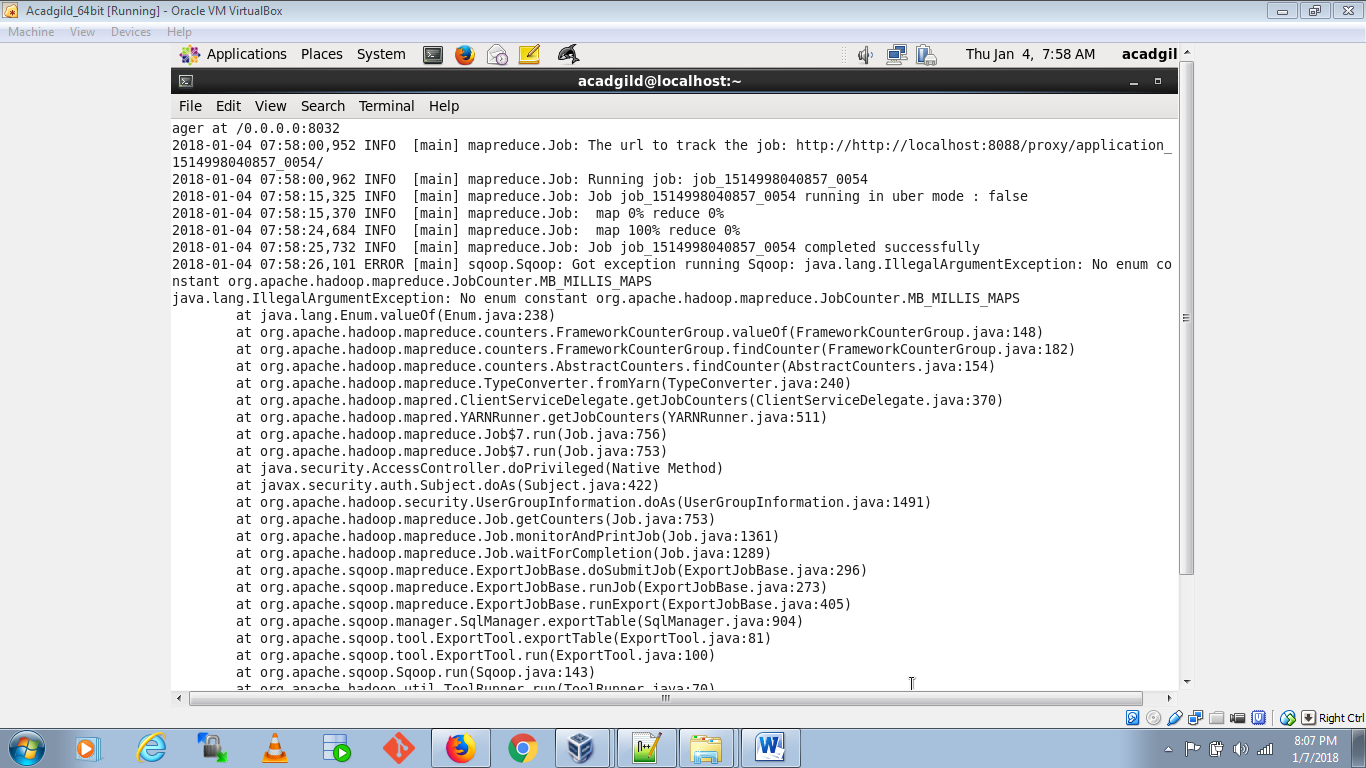 Acadgild_64bit [Running] - Oracle VM VirtualBox
Machine View Devices Help
Applications Places System Thu Jan 4, 7:58 AM acadgil
acadgild@localhost:~
File Edit View Search Terminal Help
ager at /0.0.0.0:8032
2018-01-04 07:58:00,952 INFO  [main] mapreduce.Job: The url to track the job: http://http://localhost:8088/proxy/application_
1514998040857_0054/
2018-01-04 07:58:00,962 INFO  [main] mapreduce.Job: Running job: job_1514998040857_0054
2018-01-04 07:58:15,325 INFO  [main] mapreduce.Job: Job job_1514998040857_0054 running in uber mode : false
2018-01-04 07:58:15,370 INFO  [main] mapreduce.Job:  map 0% reduce 0%
2018-01-04 07:58:24,684 INFO  [main] mapreduce.Job:  map 100% reduce 0%
2018-01-04 07:58:25,732 INFO  [main] mapreduce.Job: Job job_1514998040857_0054 completed successfully
2018-01-04 07:58:26,101 ERROR [main] sqoop.Sqoop: Got exception running Sqoop: java.lang.IllegalArgumentException: No enum co
nstant org.apache.hadoop.mapreduce.JobCounter.MB_MILLIS_MAPS
java.lang.IllegalArgumentException: No enum constant org.apache.hadoop.mapreduce.JobCounter.MB_MILLIS_MAPS
at java.lang.Enum.valueOf(Enum.java:238)
at org.apache.hadoop.mapreduce.counters.FrameworkCounterGroup.valueOf(FrameworkCounterGroup.java:148)
at org.apache.hadoop.mapreduce.counters.FrameworkCounterGroup.findCounter(FrameworkCounterGroup.java:182)
at org.apache.hadoop.mapreduce.counters.AbstractCounters.findCounter(AbstractCounters.java:154)
at org.apache.hadoop.mapreduce.TypeConverter.fromYarn(TypeConverter.java:240)
at org.apache.hadoop.mapred.ClientServiceDelegate.getJobCounters(ClientServiceDelegate.java:370)
at org.apache.hadoop.mapred.YARNRunner.getJobCounters(YARNRunner.java:511)
at org.apache.hadoop.mapreduce.Job$7.run(Job.java:756)
at org.apache.hadoop.mapreduce.Job$7.run(Job.java:753)
at java.security.AccessController.doPrivileged(Native Method)
at javax.security.auth.Subject.doAs(Subject.java:422)
at org.apache.hadoop.security.UserGroupInformation.doAs(UserGroupInformation.java:1491)
at org.apache.hadoop.mapreduce.Job.getCounters(Job.java:753)
at org.apache.hadoop.mapreduce.Job.monitorAndPrintJob(Job.java:1361)
at org.apache.hadoop.mapreduce.Job.waitForCompletion(Job.java:1289)
at org.apache.sqoop.mapreduce.ExportJobBase.doSubmitJob(ExportJobBase.java:296)
at org.apache.sqoop.mapreduce.ExportJobBase.runJob(ExportJobBase.java:273)
at org.apache.sqoop.mapreduce.ExportJobBase.runExport(ExportJobBase.java:405)
at org.apache.sqoop.manager.SqlManager.exportTable(SqlManager.java:904)
at org.apache.sqoop.tool.ExportTool.exportTable(ExportTool.java:81)
at org.apache.sqoop.tool.ExportTool.run(ExportTool.java:100)
at org.apache.sqoop.Sqoop.run(Sqoop.java:143)
at org.apache.hadoop.util.ToolRunner.run(ToolRunner.java:70)
Right Ctrl
8:07 PM
1/7/2018